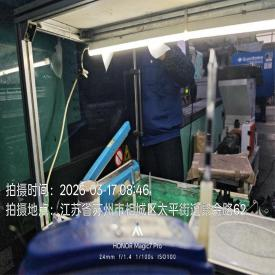 拍摄时间：2025-03-17 08:46
拍摄地点：江苏省苏州市相城区太平街道
HONOR Magic7 Pro
24mm f/1.4 1/100s ISO100